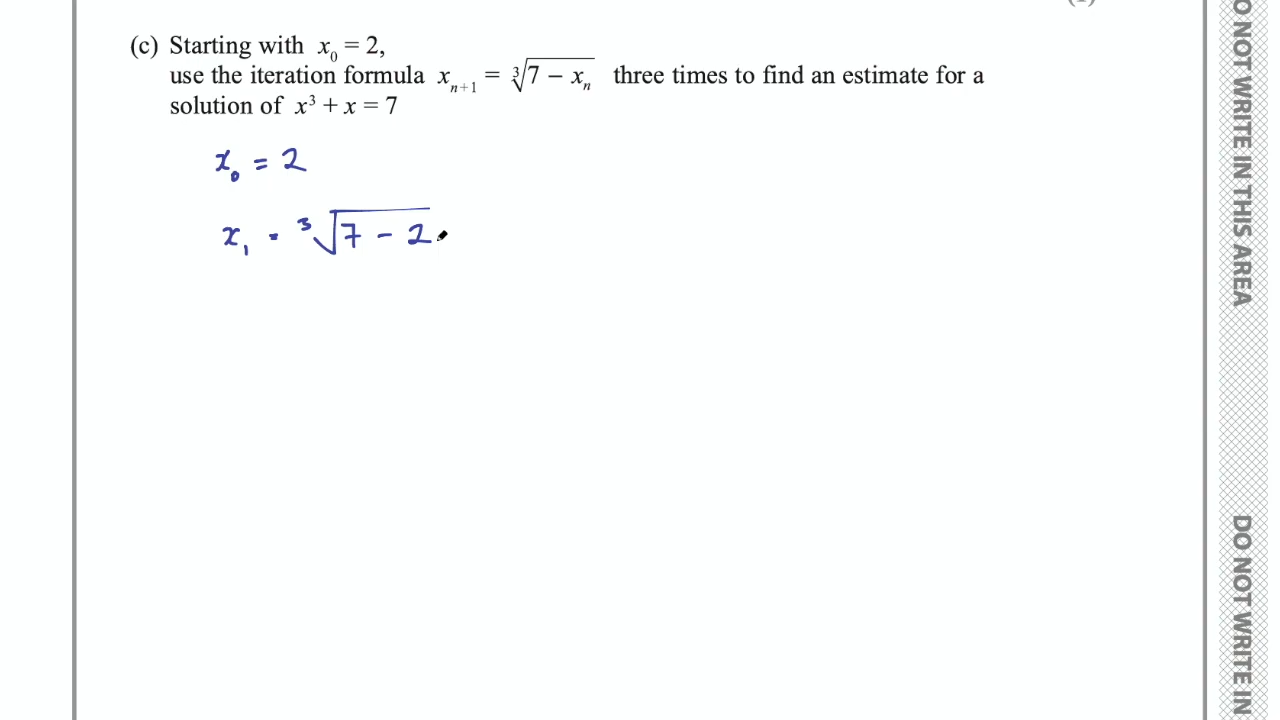 (c) Starting with x₀ = 2,
use the iteration formula xₙ₊₁ = ∛(7 − xₙ) three times to find an estimate for a
solution of x³ + x = 7
x₀ = 2
x₁ = ³√7 − 2
DO NOT WRITE IN THIS AREA
DO NOT WRITE IN